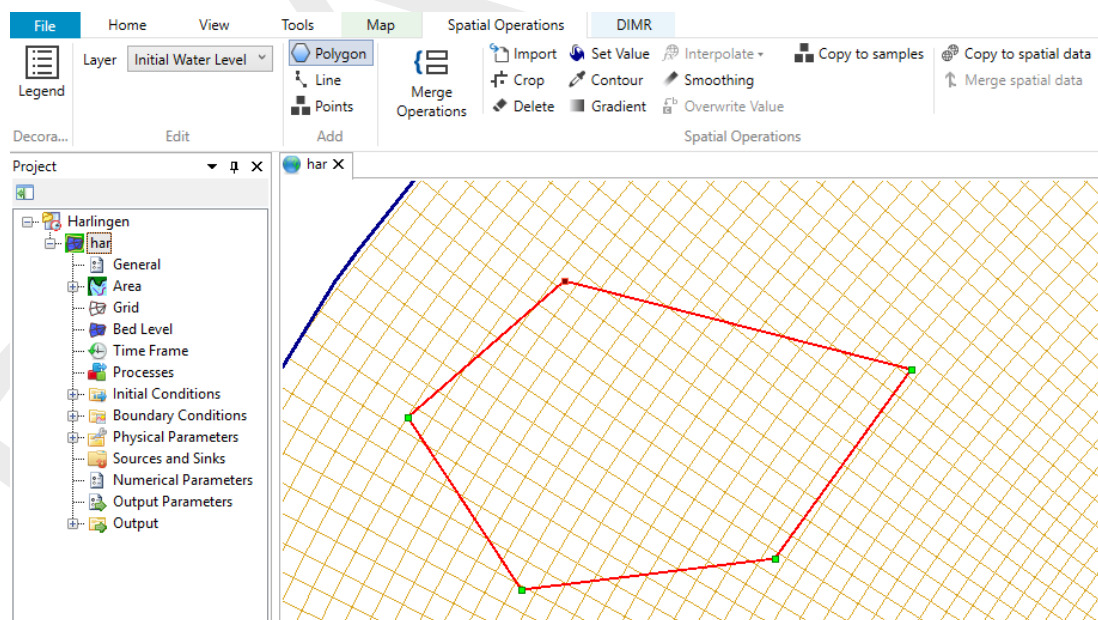 File Home View Tools Map Spatial Operations DIMR
Layer Initial Water Level Polygon Import Set Value Interpolate Copy to samples Copy to spatial data
Legend Line Merge Operations Crop Contour Smoothing Merge spatial data
Points Delete Gradient Overwrite Value
Decora... Edit Add Spatial Operations
Project har
Harlingen
har
General
Area
Grid
Bed Level
Time Frame
Processes
Initial Conditions
Boundary Conditions
Physical Parameters
Sources and Sinks
Numerical Parameters
Output Parameters
Output